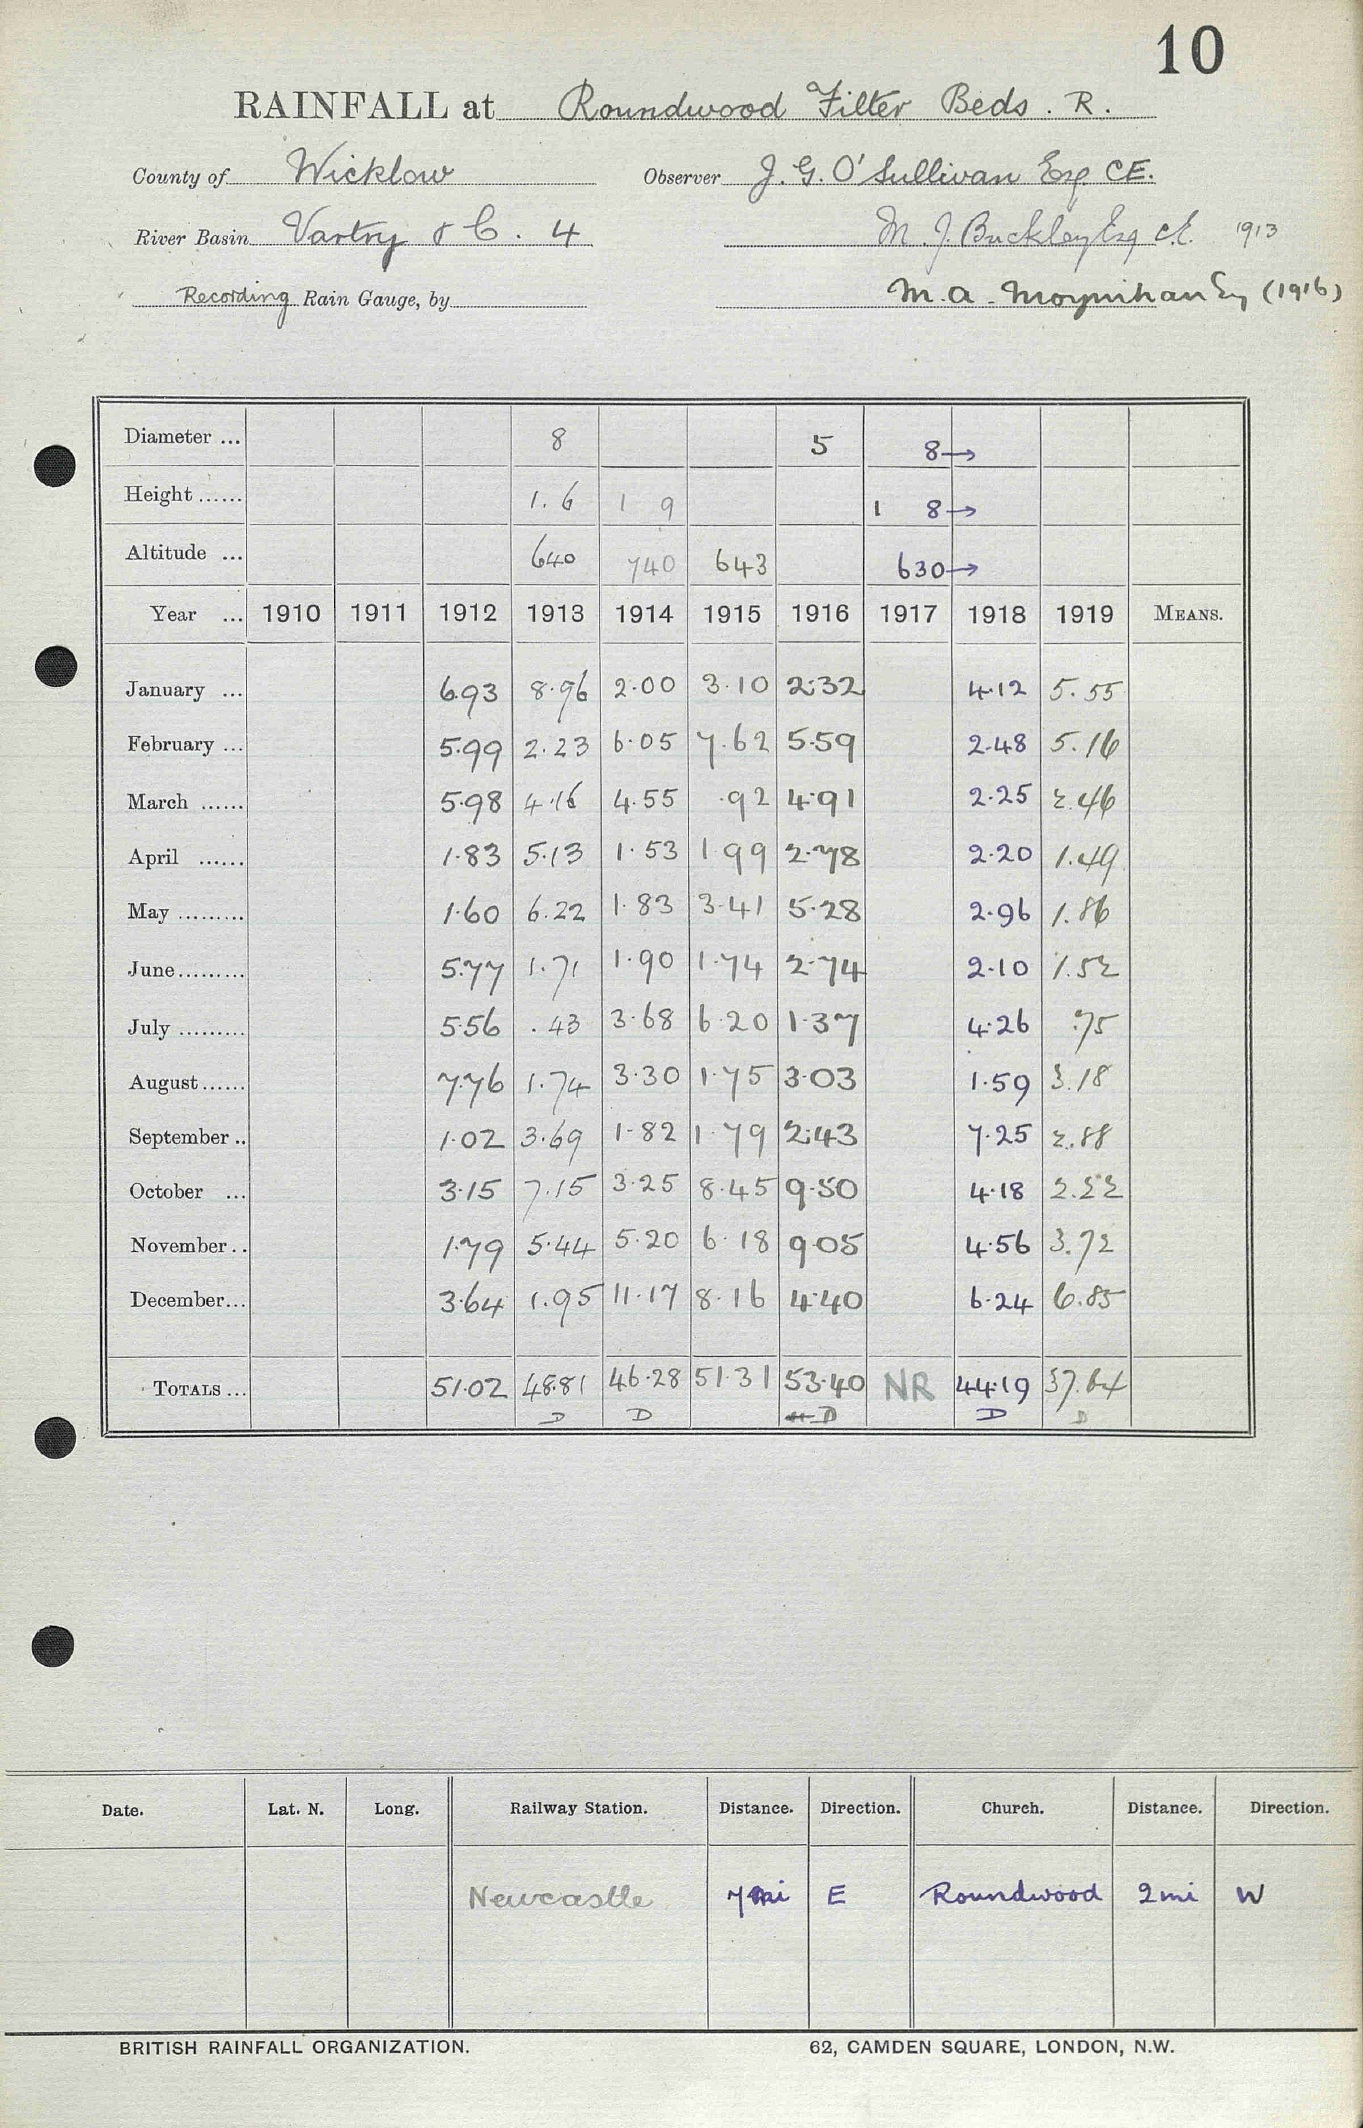 10
RAINFALL at Roundwood Filter Beds. R.
County of Wicklow Observer J. G. O'Sullivan Esq. CE.
River Basin Vartry & C. 4 M. J. Buckley Esq C.E. 1913
Recording Rain Gauge, by M. A. Moynihan Esq (1916)
Diameter ... 8 5 8→
Height ...... 1. 6 1 9 1 8→
Altitude ... 640 740 643 630→
Year ... 1910 1911 1912 1913 1914 1915 1916 1917 1918 1919 MEANS.
January ... 6.93 8.96 2.00 3.10 2.32 4.12 5.55
February ... 5.99 2.23 6.05 7.62 5.59 2.48 5.16
March ...... 5.98 4.16 4.55 .92 4.91 2.25 2.46
April ...... 1.83 5.13 1.53 1.99 2.78 2.20 1.49
May ......... 1.60 6.22 1.83 3.41 5.28 2.96 1.86
June......... 5.77 1.71 1.90 1.74 2.74 2.10 1.52
July ......... 5.56 .43 3.68 6.20 1.37 4.26 .75
August...... 7.76 1.74 3.30 1.75 3.03 1.59 3.18
September .. 1.02 3.69 1.82 1.79 2.43 7.25 2.88
October ... 3.15 7.15 3.25 8.45 9.50 4.18 2.22
November .. 1.79 5.44 5.20 6.18 9.05 4.56 3.72
December... 3.64 1.95 11.17 8.16 4.40 6.24 6.85
TOTALS ... 51.02 48.81 46.28 51.31 53.40 NR 44.19 37.64
D D D D D
Date. Lat. N. Long. Railway Station. Distance. Direction. Church. Distance. Direction.
Newcastle 7 mi E Roundwood 2 mi W
BRITISH RAINFALL ORGANIZATION. 62, CAMDEN SQUARE, LONDON, N.W.